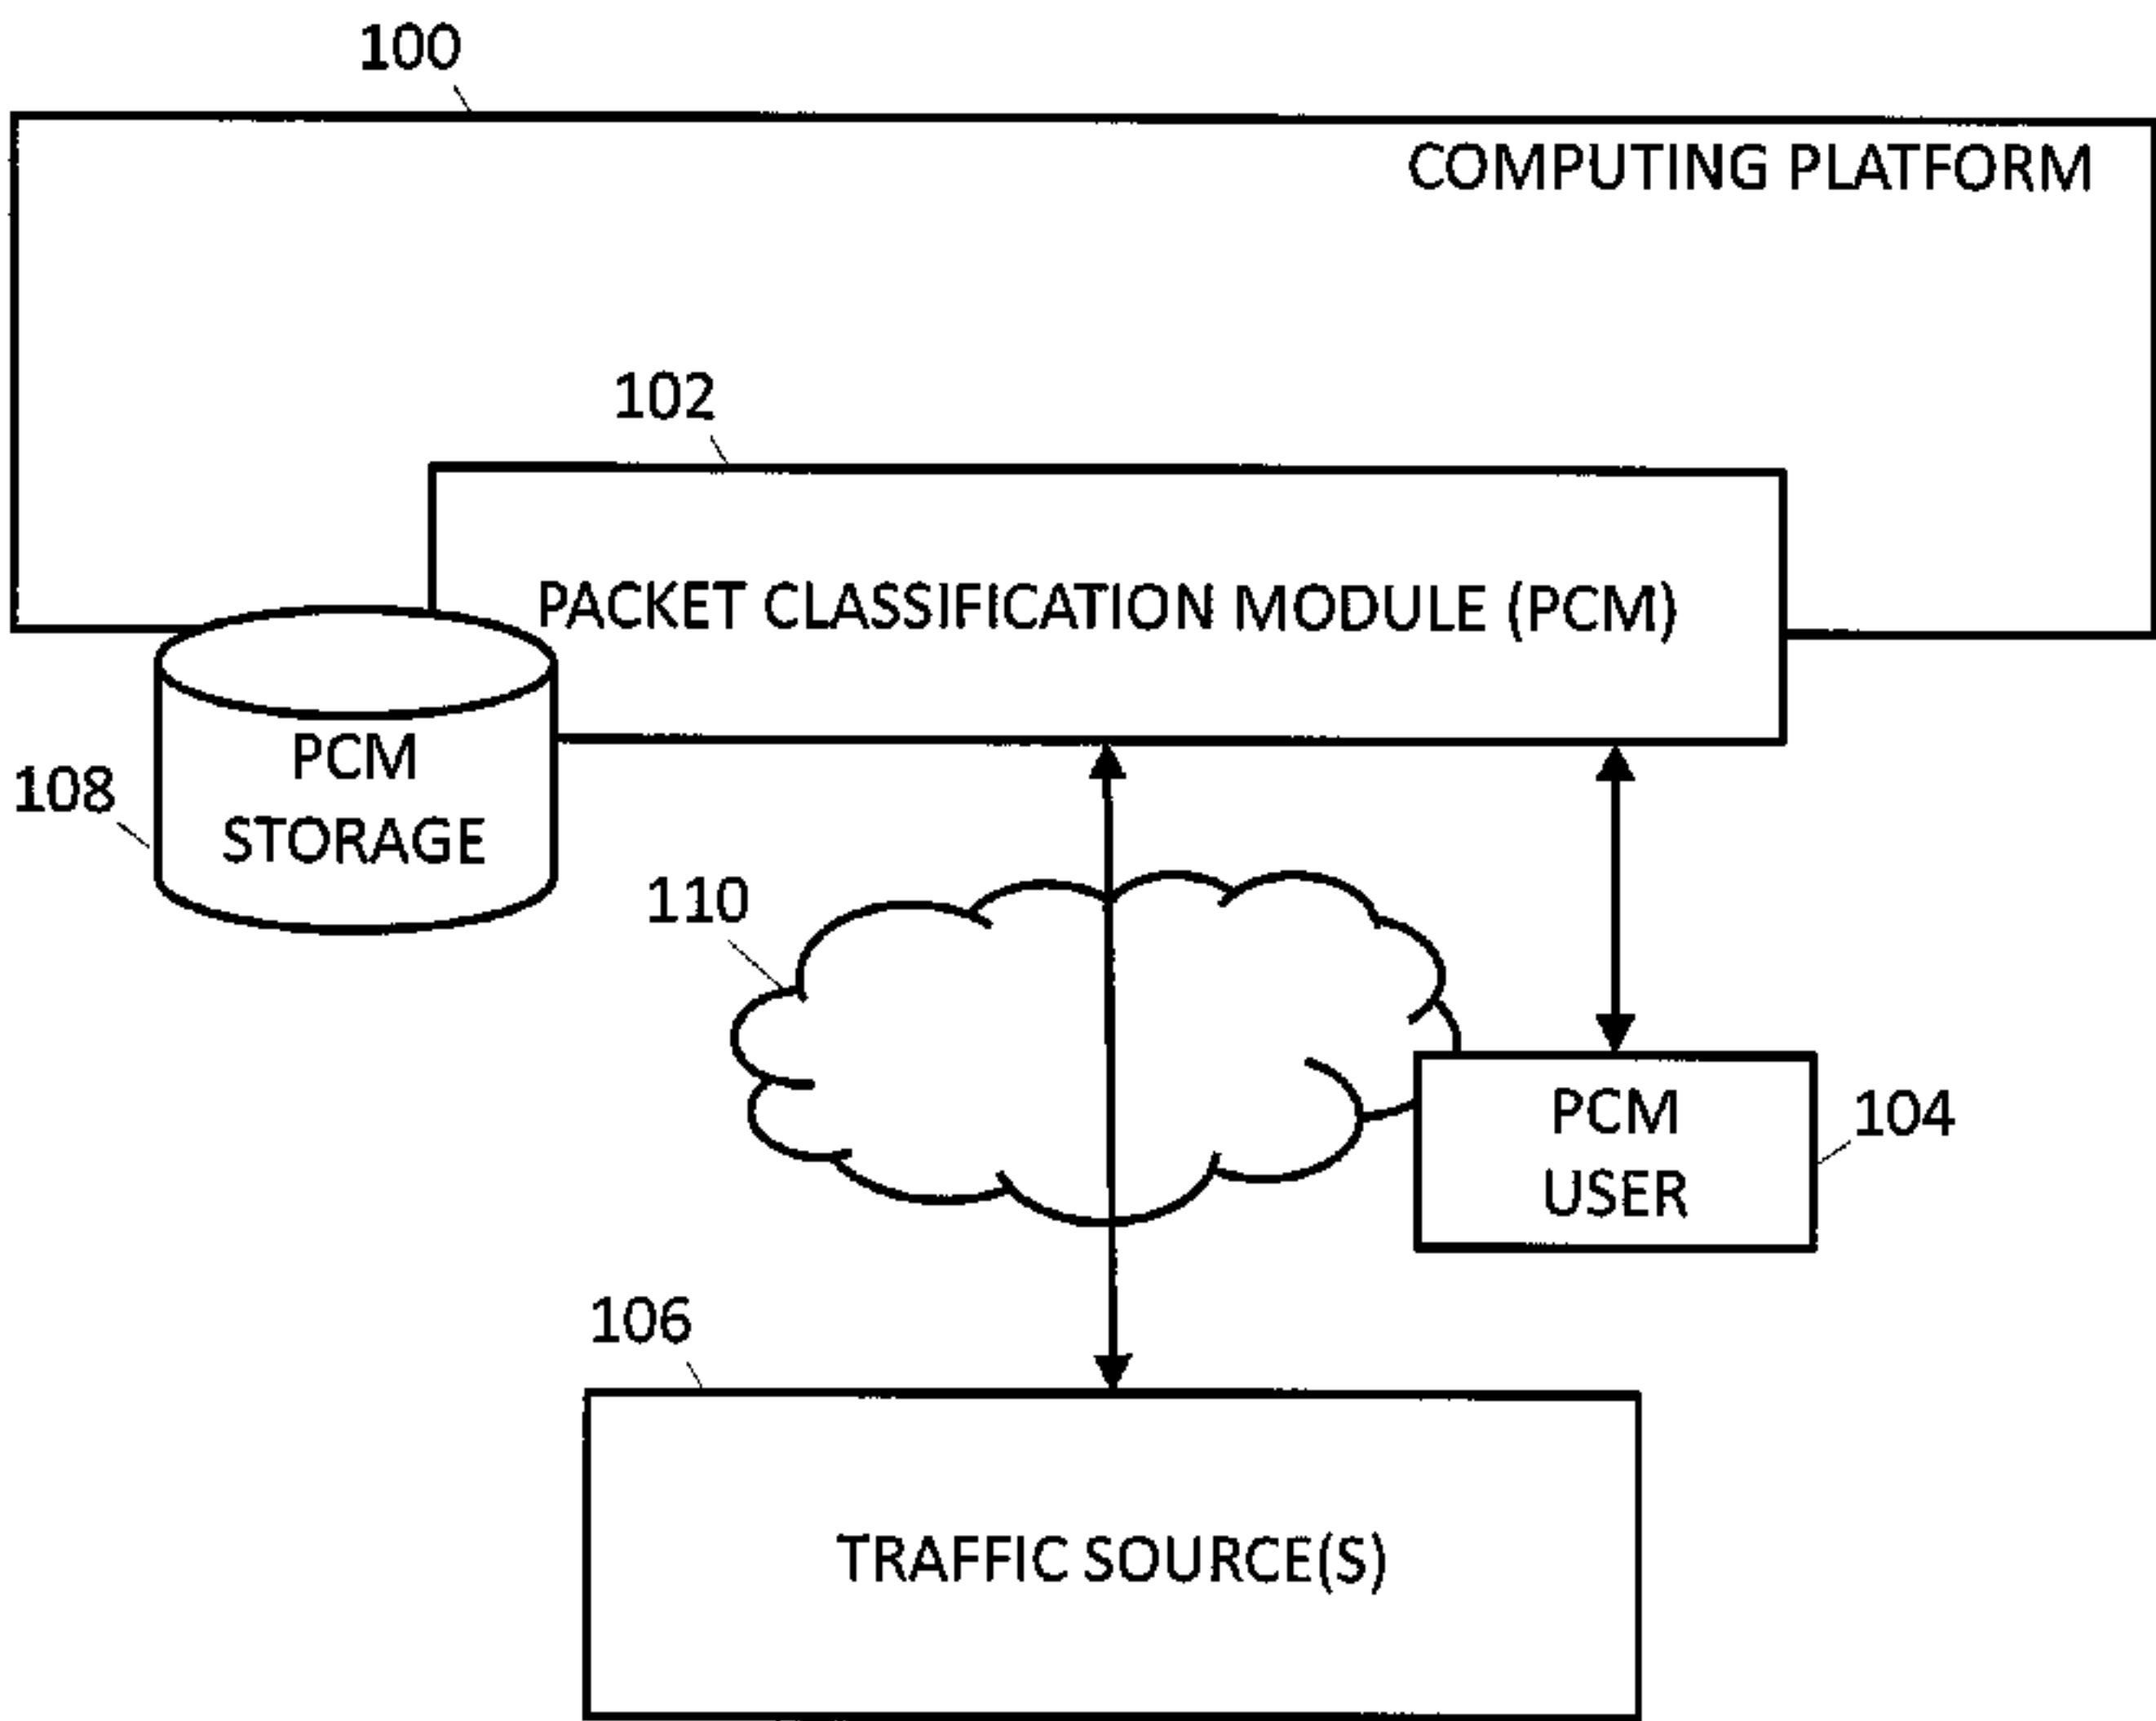 100
COMPUTING PLATFORM
102
PACKET CLASSIFICATION MODULE (PCM)
108
PCM
STORAGE
110
PCM
USER
104
106
TRAFFIC SOURCE(S)